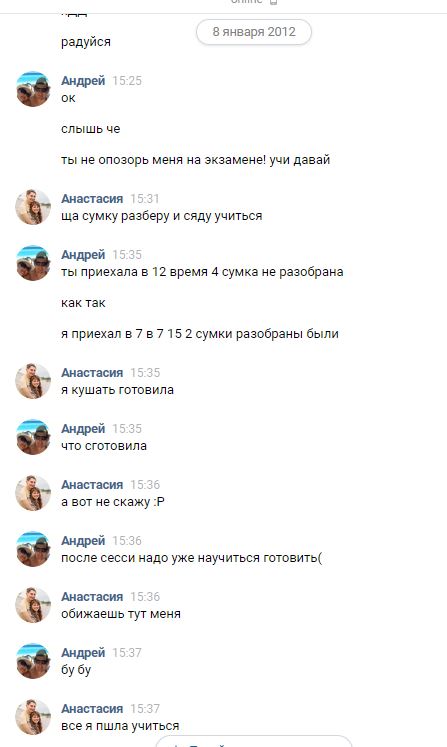 online
8 января 2012
радуйся
Андрей 15:25
ок
слышь че
ты не опозорь меня на экзамене! учи давай
Анастасия 15:31
ща сумку разберу и сяду учиться
Андрей 15:35
ты приехала в 12 время 4 сумка не разобрана
как так
я приехал в 7 в 7 15 2 сумки разобраны были
Анастасия 15:35
я кушать готовила
Андрей 15:35
что сготовила
Анастасия 15:36
а вот не скажу :P
Андрей 15:36
после сесси надо уже научиться готовить(
Анастасия 15:36
обижаешь тут меня
Андрей 15:37
бу бу
Анастасия 15:37
все я пшла учиться